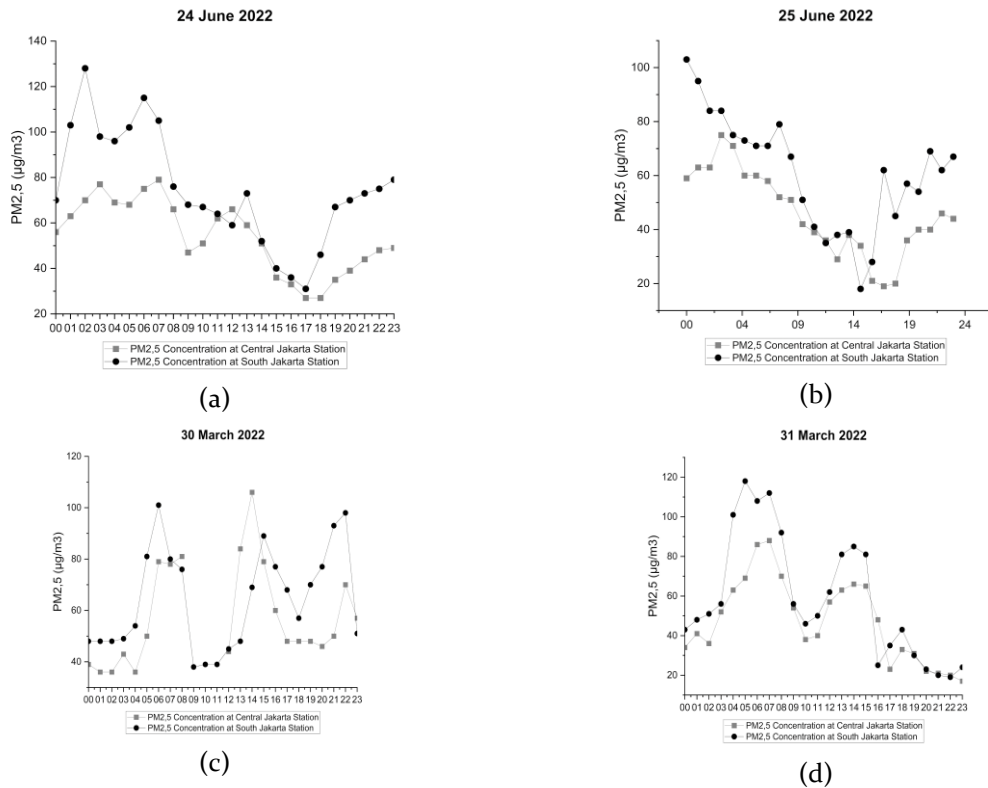 24 June 2022
PM2,5 (µg/m3)
140
120
100
80
60
40
20
00 01 02 03 04 05 06 07 08 09 10 11 12 13 14 15 16 17 18 19 20 21 22 23
PM2,5 Concentration at Central Jakarta Station
PM2,5 Concentration at South Jakarta Station
(a)
25 June 2022
PM2,5 (µg/m3)
100
80
60
40
20
00 04 09 14 19 24
PM2,5 Concentration at Central Jakarta Station
PM2,5 Concentration at South Jakarta Station
(b)
30 March 2022
PM2,5 (µg/m3)
120
100
80
60
40
00 01 02 03 04 05 06 07 08 09 10 11 12 13 14 15 16 17 18 19 20 21 22 23
PM2,5 Concentration at Central Jakarta Station
PM2,5 Concentration at South Jakarta Station
(c)
31 March 2022
PM2,5 (µg/m3)
120
100
80
60
40
20
00 01 02 03 04 05 06 07 08 09 10 11 12 13 14 15 16 17 18 19 20 21 22 23
PM2,5 Concentration at Central Jakarta Station
PM2,5 Concentration at South Jakarta Station
(d)